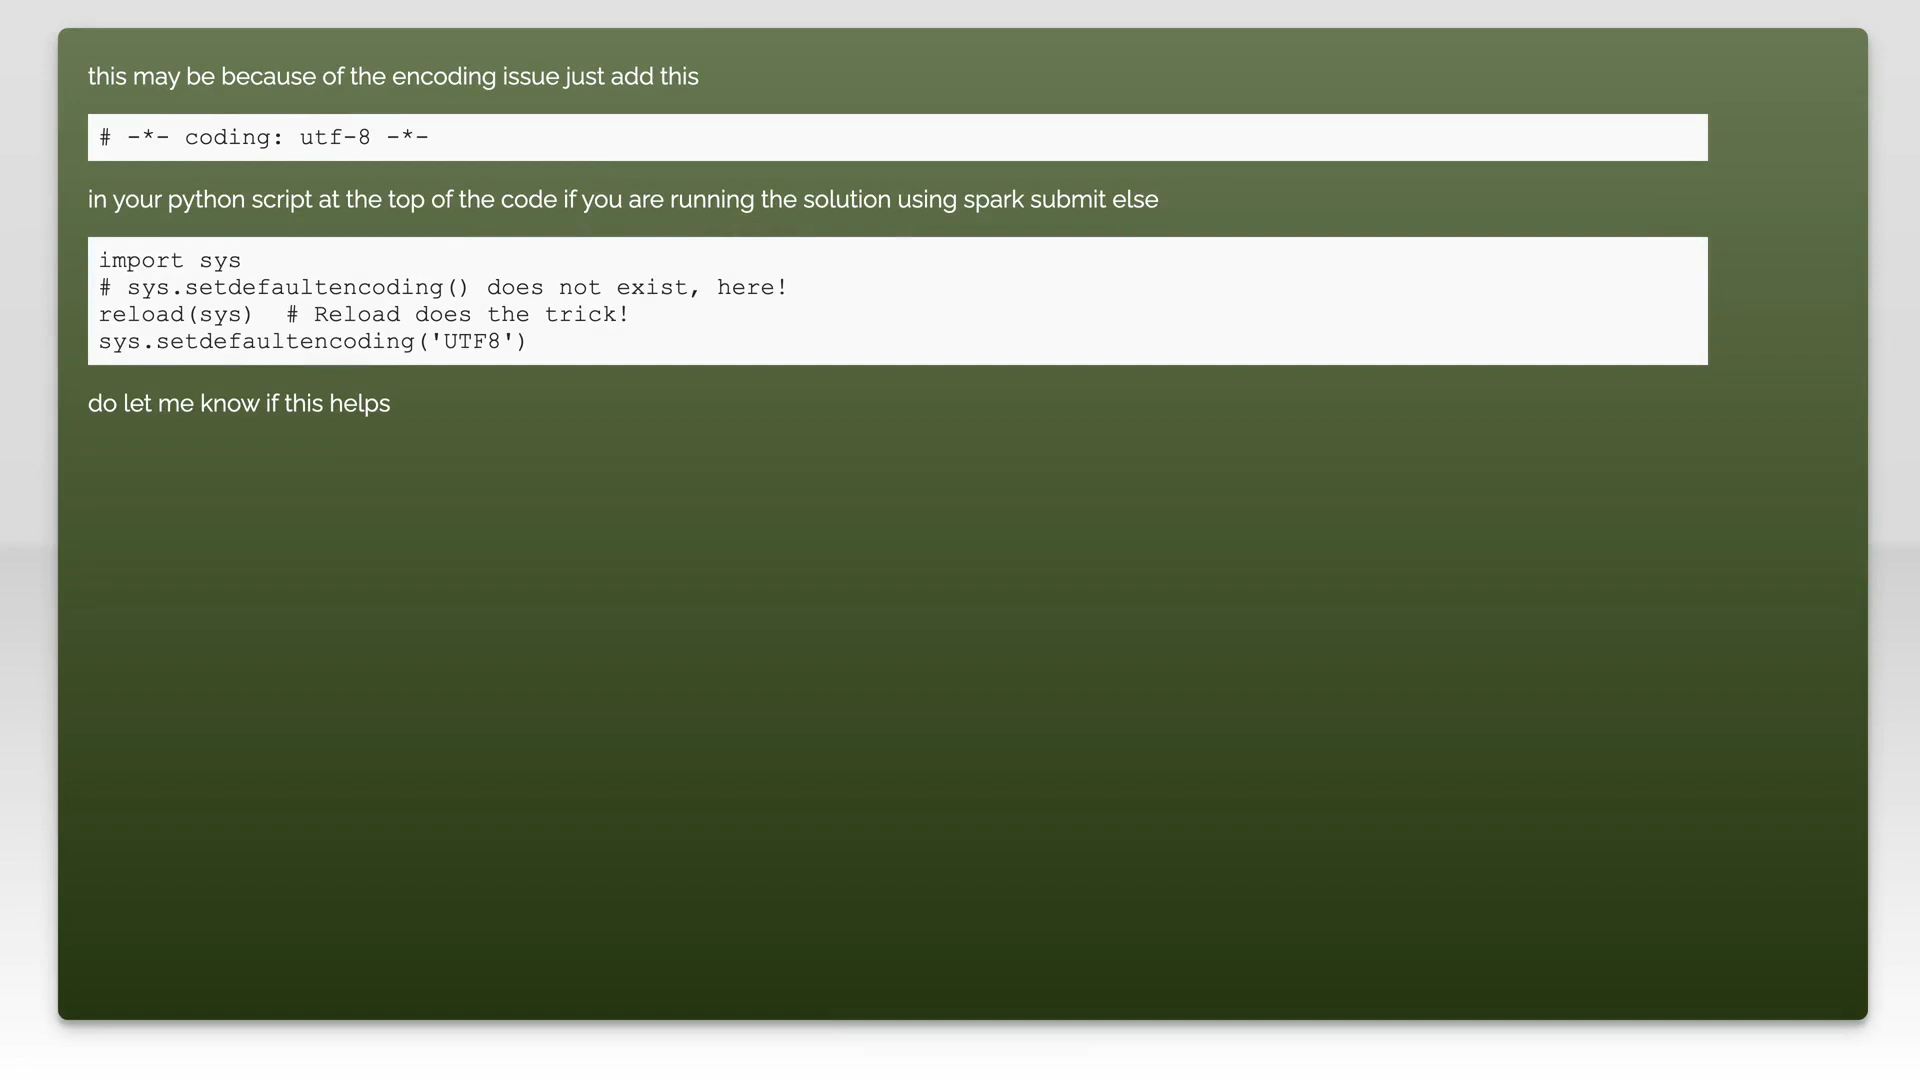 this may be because of the encoding issue just add this
# -*- coding: utf-8 -*-
in your python script at the top of the code if you are running the solution using spark submit else
import sys
# sys.setdefaultencoding() does not exist, here!
reload(sys)  # Reload does the trick!
sys.setdefaultencoding('UTF8')
do let me know if this helps